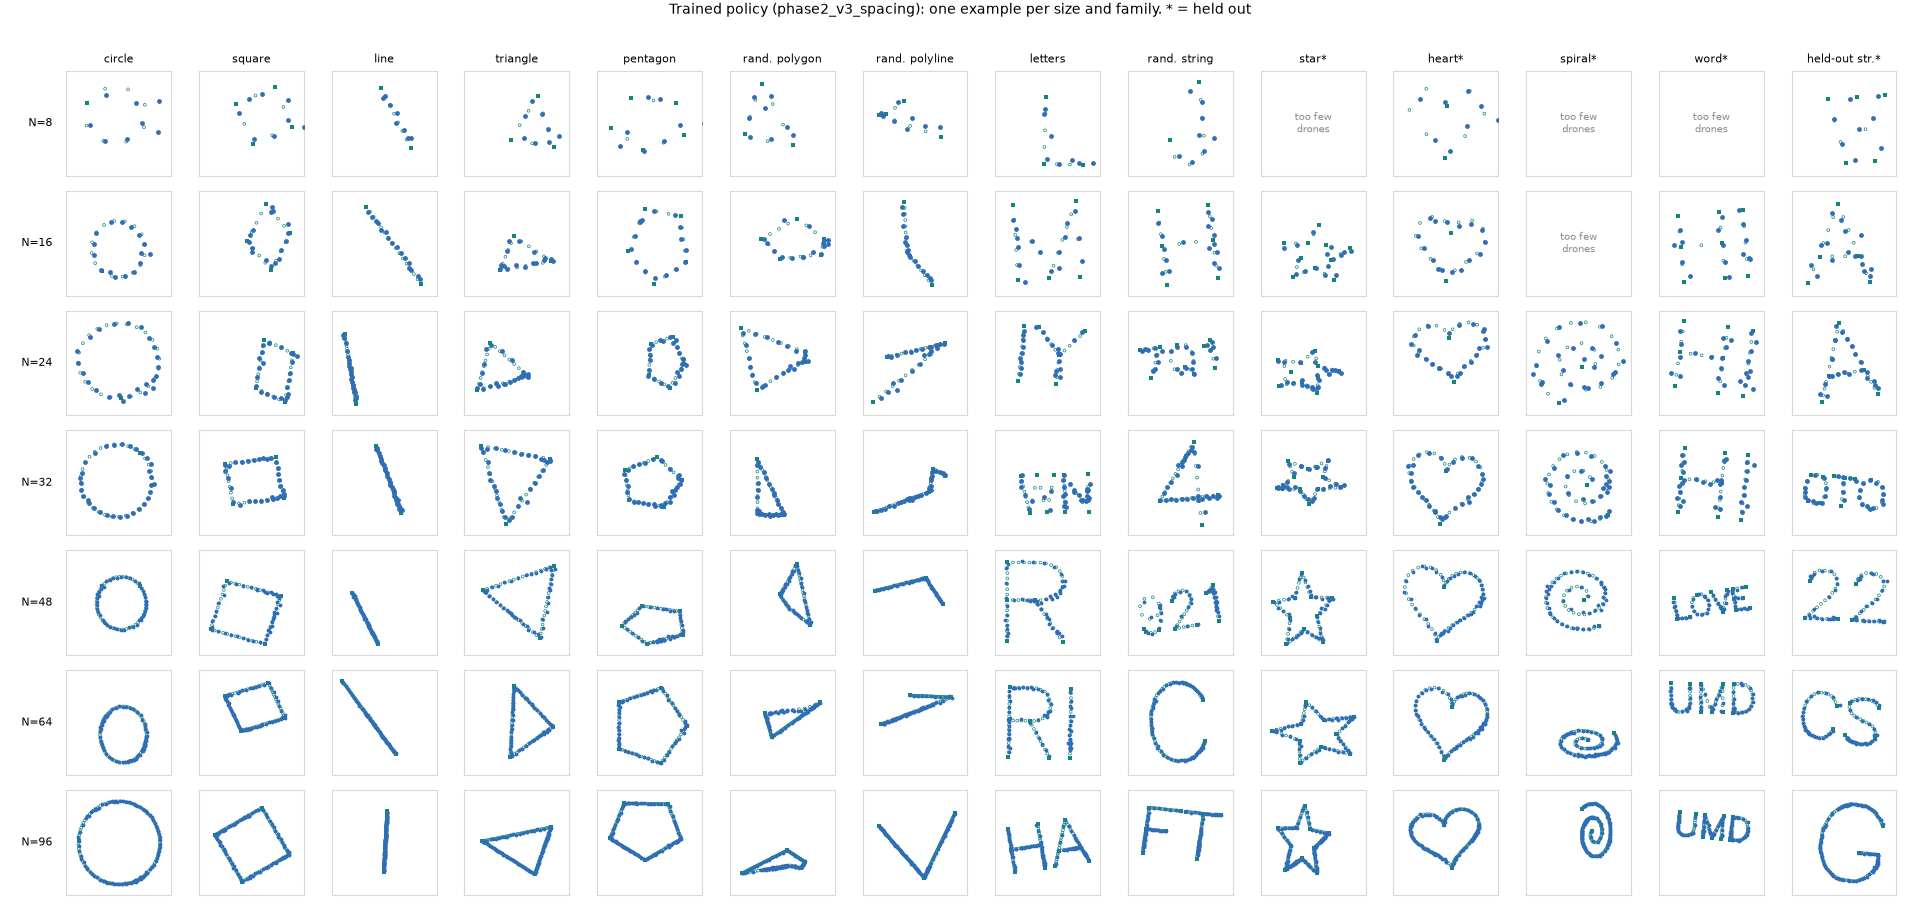 Trained policy (phase2_v3_spacing): one example per size and family. * = held out
circle square line triangle pentagon rand. polygon rand. polyline letters rand. string star* heart* spiral* word* held-out str.*
N=8 too few drones too few drones too few drones
N=16 too few drones
N=24
N=32
N=48
N=64
N=96